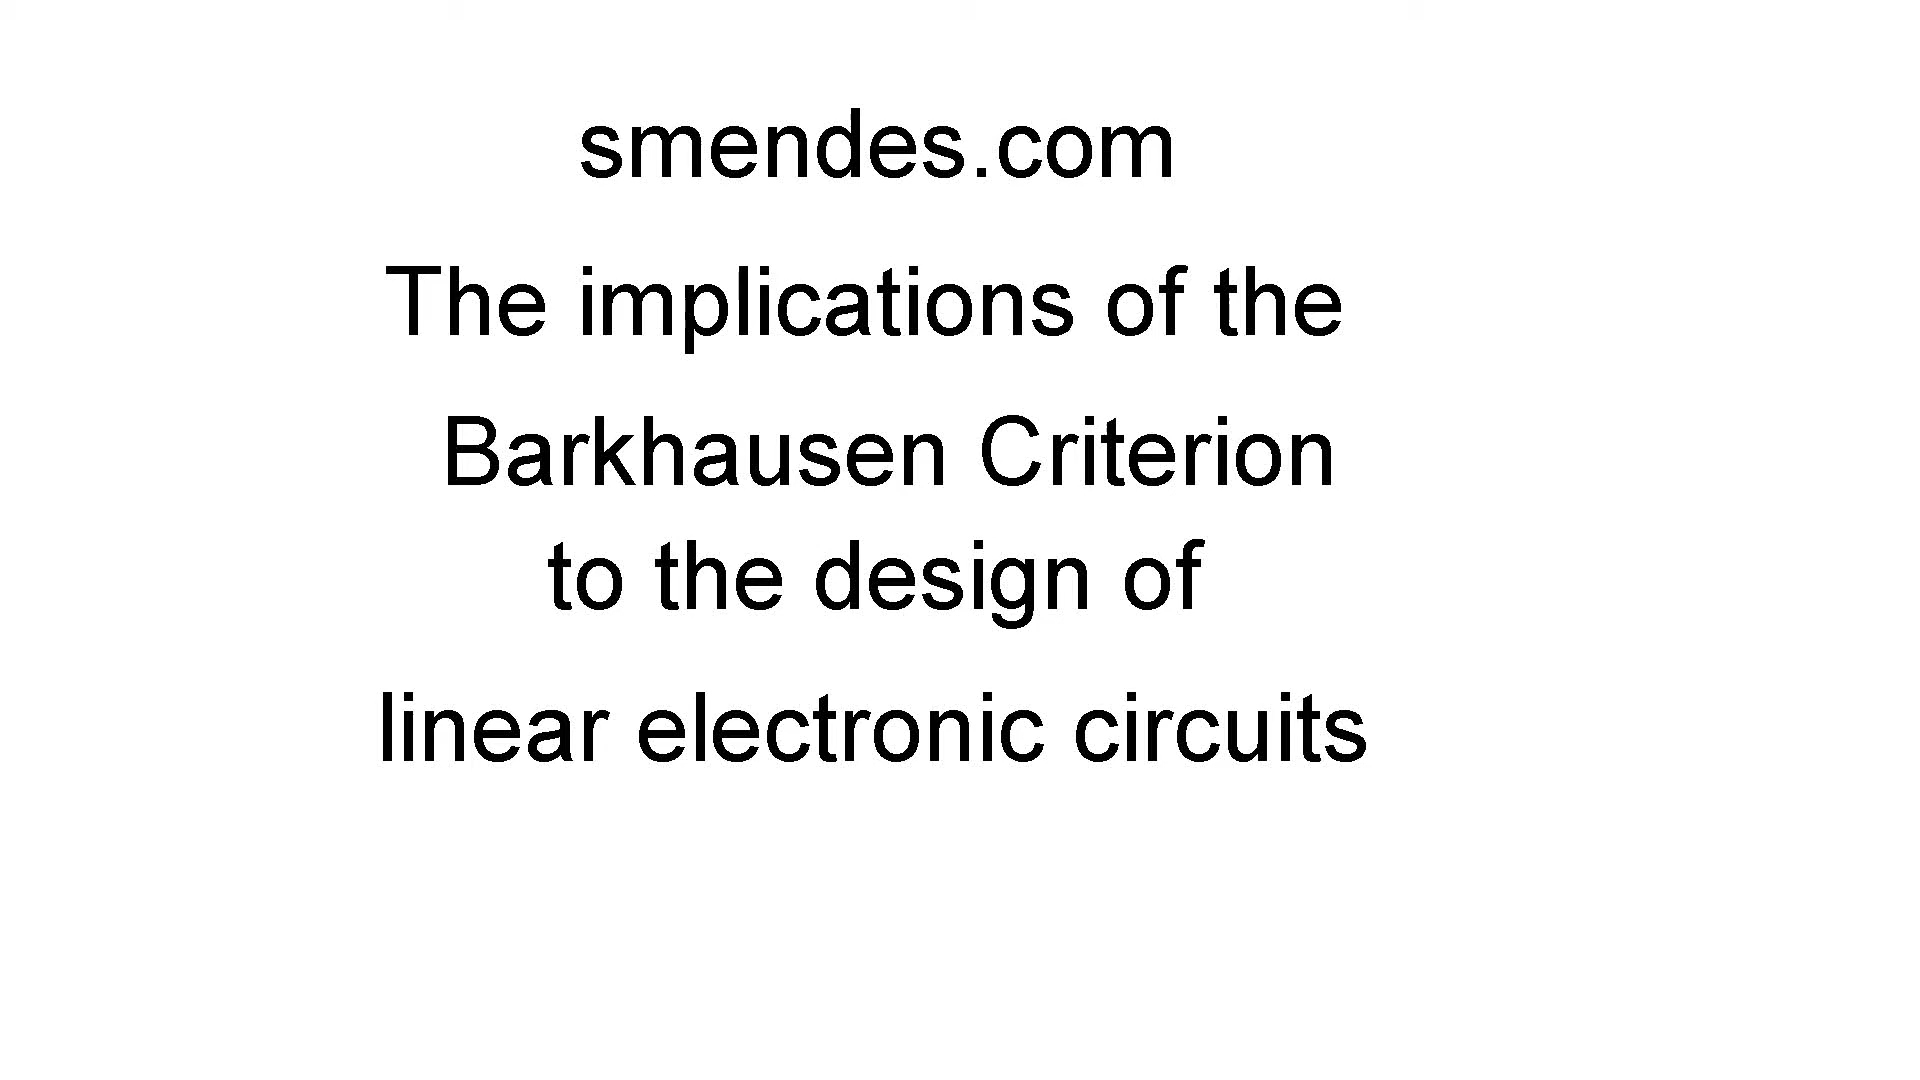 smendes.com
The implications of the
Barkhausen Criterion
to the design of
linear electronic circuits